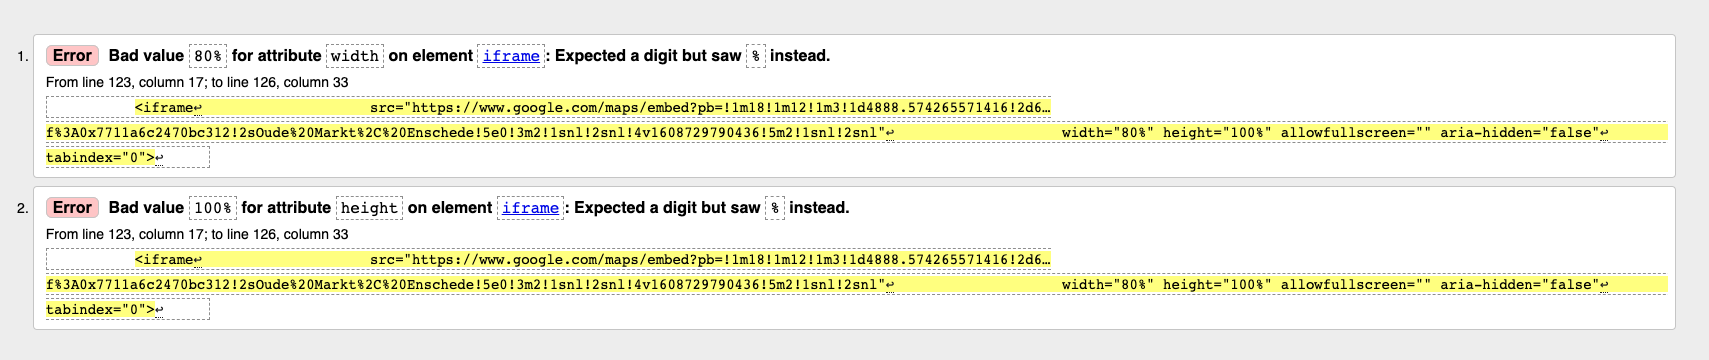 1. Error Bad value 80% for attribute width on element iframe: Expected a digit but saw % instead.
From line 123, column 17; to line 126, column 33
<iframe↩ src="https://www.google.com/maps/embed?pb=!1m18!1m12!1m3!1d4888.574265571416!2d6…
f%3A0x7711a6c2470bc312!2sOude%20Markt%2C%20Enschede!5e0!3m2!1snl!2snl!4v1608729790436!5m2!1snl!2snl"↩ width="80%" height="100%" allowfullscreen="" aria-hidden="false"↩
tabindex="0">↩
2. Error Bad value 100% for attribute height on element iframe: Expected a digit but saw % instead.
From line 123, column 17; to line 126, column 33
<iframe↩ src="https://www.google.com/maps/embed?pb=!1m18!1m12!1m3!1d4888.574265571416!2d6…
f%3A0x7711a6c2470bc312!2sOude%20Markt%2C%20Enschede!5e0!3m2!1snl!2snl!4v1608729790436!5m2!1snl!2snl"↩ width="80%" height="100%" allowfullscreen="" aria-hidden="false"↩
tabindex="0">↩